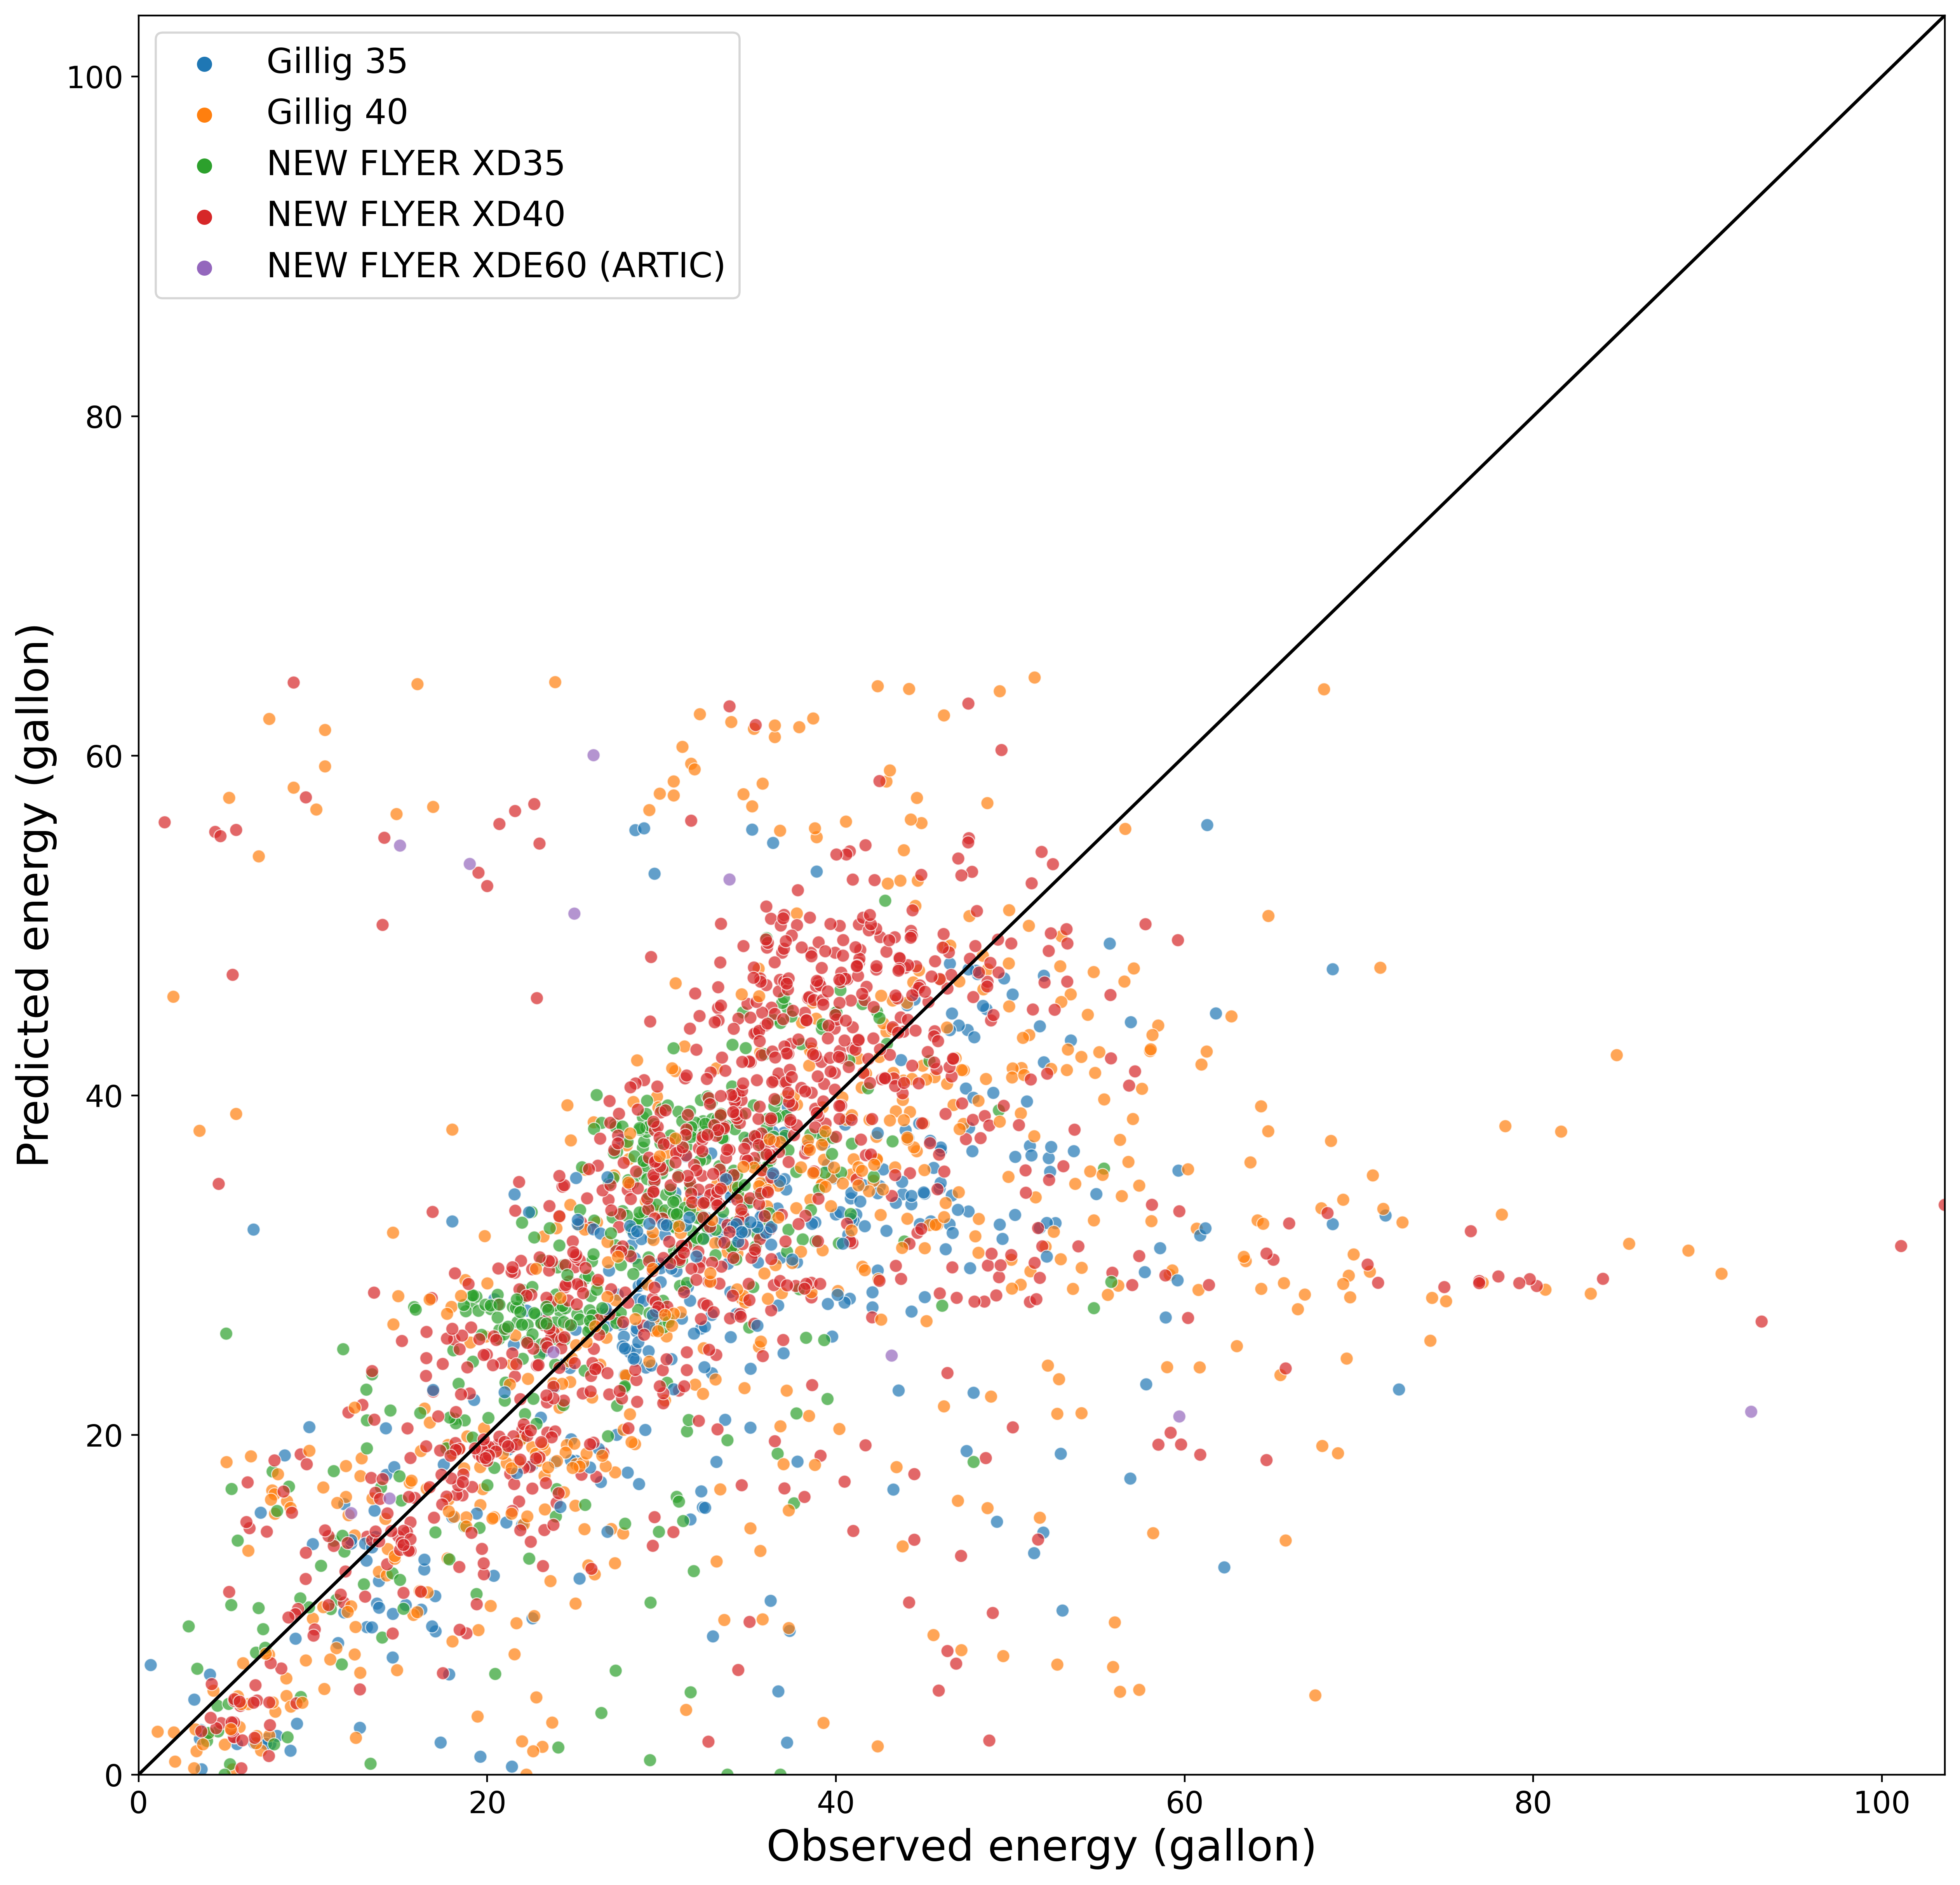 Gillig 35
Gillig 40
NEW FLYER XD35
NEW FLYER XD40
NEW FLYER XDE60 (ARTIC)
100
80
60
40
20
0
Predicted energy (gallon)
0 20 40 60 80 100
Observed energy (gallon)